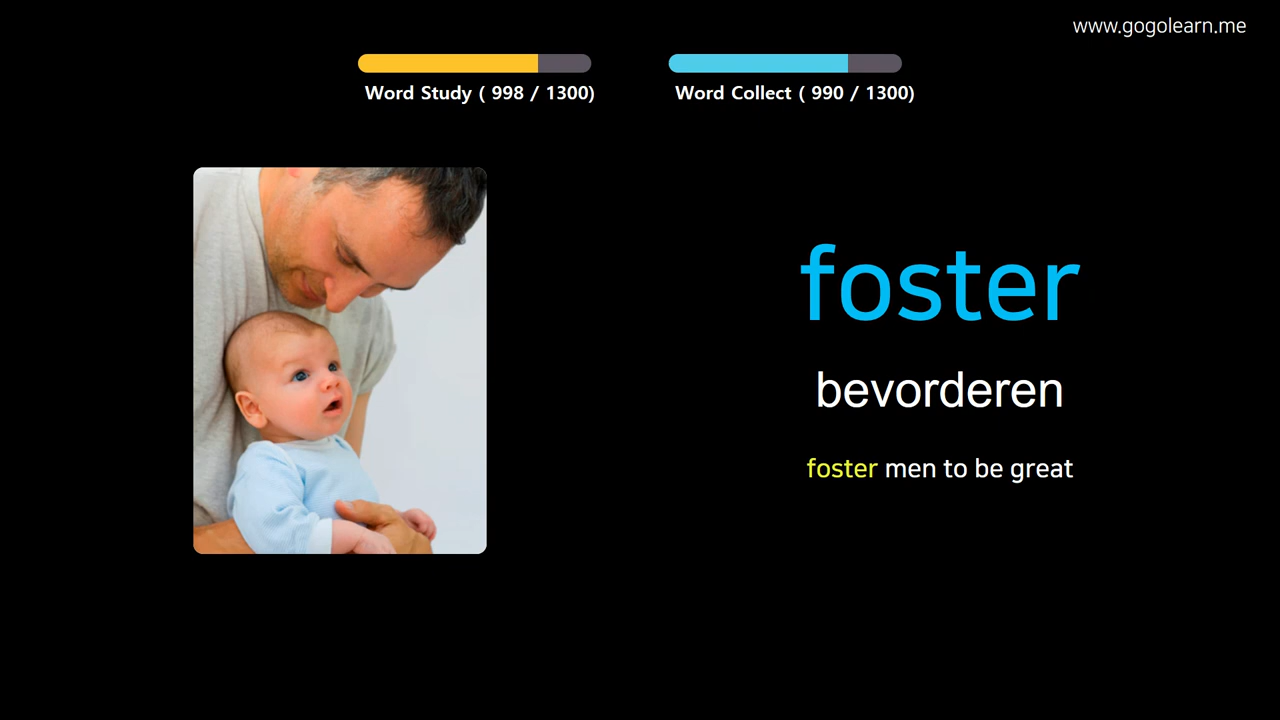 www.gogolearn.me
Word Study ( 998 / 1300)
Word Collect ( 990 / 1300)
foster
bevorderen
foster men to be great